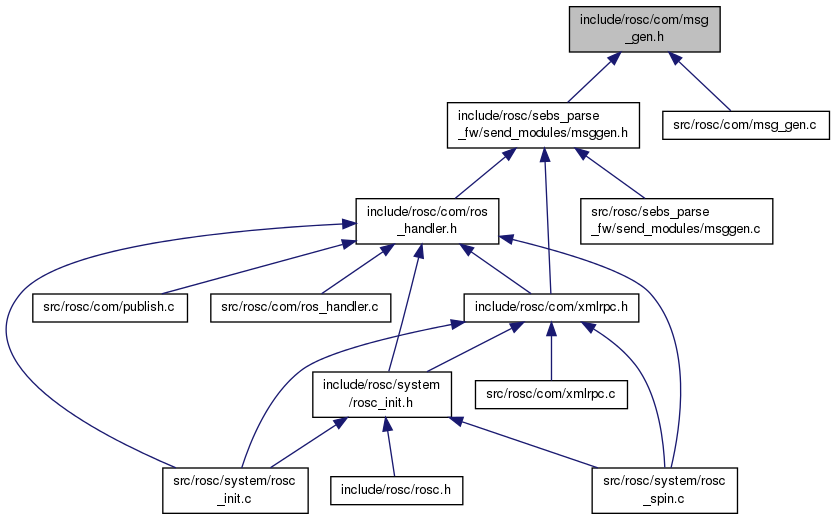 include/rosc/com/msg
_gen.h
include/rosc/sebs_parse
_fw/send_modules/msggen.h
src/rosc/com/msg_gen.c
include/rosc/com/ros
_handler.h
src/rosc/sebs_parse
_fw/send_modules/msggen.c
src/rosc/com/publish.c
src/rosc/com/ros_handler.c
include/rosc/com/xmlrpc.h
include/rosc/system
/rosc_init.h
src/rosc/com/xmlrpc.c
src/rosc/system/rosc
_init.c
include/rosc/rosc.h
src/rosc/system/rosc
_spin.c